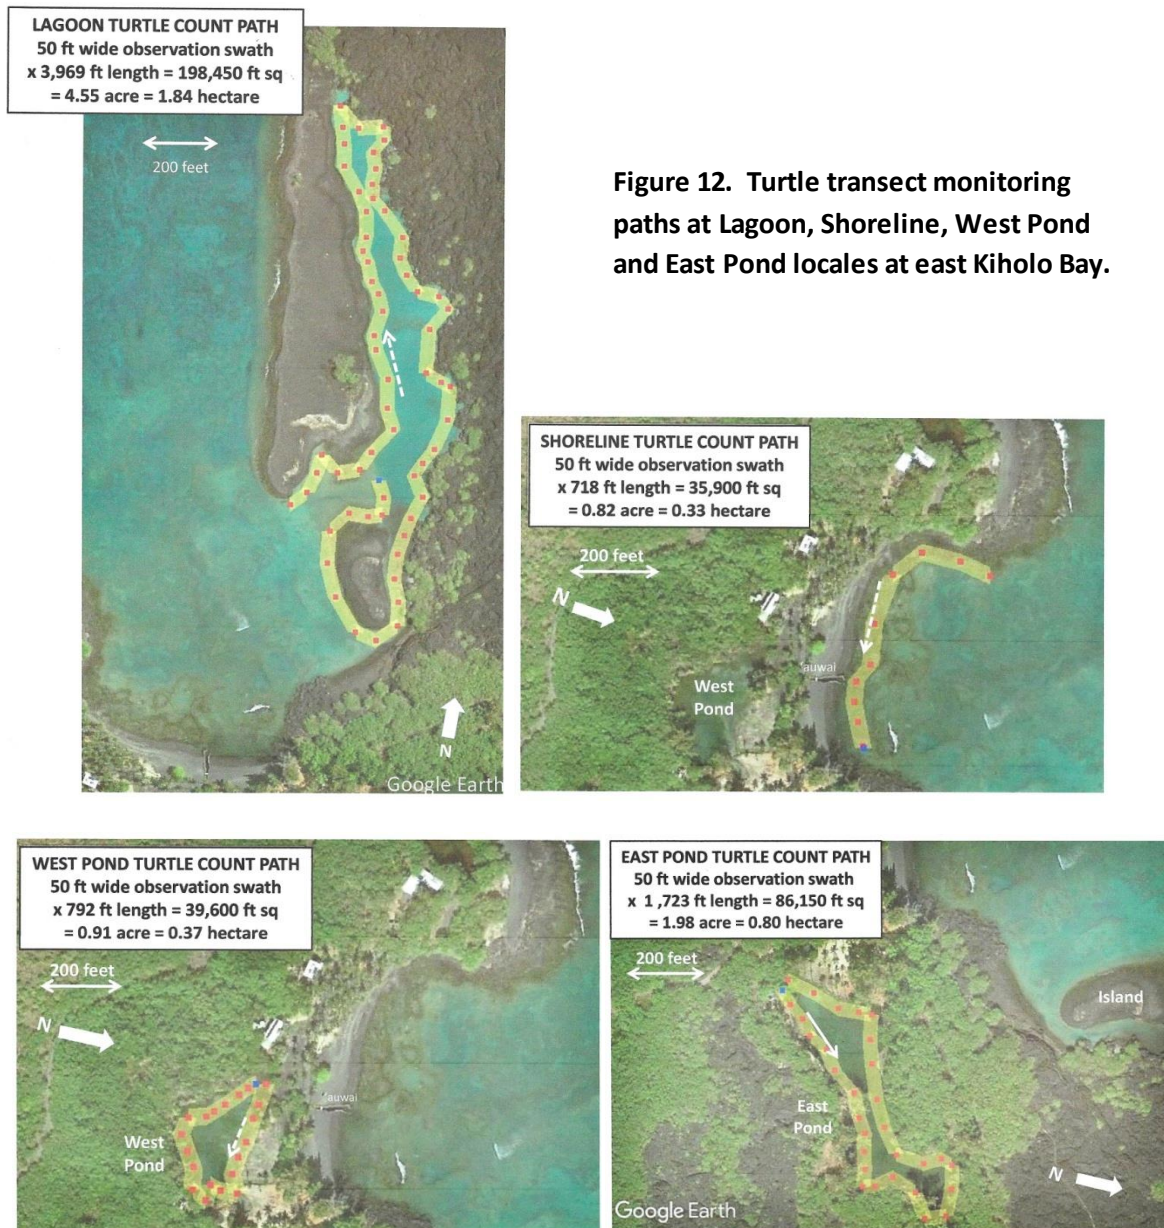 LAGOON TURTLE COUNT PATH
50 ft wide observation swath
x 3,969 ft length = 198,450 ft sq
= 4.55 acre = 1.84 hectare
200 feet
N
Google Earth
Figure 12. Turtle transect monitoring
paths at Lagoon, Shoreline, West Pond
and East Pond locales at east Kiholo Bay.
SHORELINE TURTLE COUNT PATH
50 ft wide observation swath
x 718 ft length = 35,900 ft sq
= 0.82 acre = 0.33 hectare
200 feet
N
'auwai
West
Pond
WEST POND TURTLE COUNT PATH
50 ft wide observation swath
x 792 ft length = 39,600 ft sq
= 0.91 acre = 0.37 hectare
200 feet
N
'auwai
West
Pond
EAST POND TURTLE COUNT PATH
50 ft wide observation swath
x 1 ,723 ft length = 86,150 ft sq
= 1.98 acre = 0.80 hectare
200 feet
Island
East
Pond
N
Google Earth